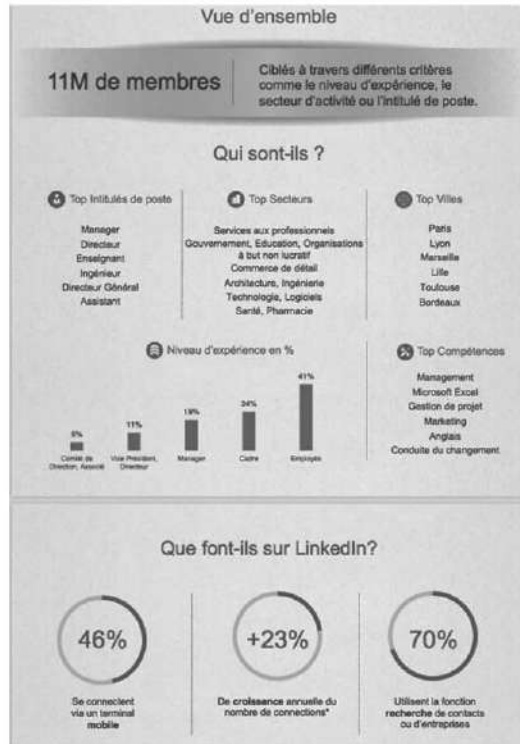 Vue d'ensemble
11M de membres
Ciblés à travers différents critères
comme le niveau d'expérience, le
secteur d'activité ou l'intitulé de poste.
Qui sont-ils ?
Top Intitulés de poste
Manager
Directeur
Enseignant
Ingénieur
Directeur Général
Assistant
Top Secteurs
Services aux professionnels
Gouvernement, Education, Organisations
à but non lucratif
Commerce de détail
Architecture, Ingénierie
Technologie, Logiciels
Santé, Pharmacie
Top Villes
Paris
Lyon
Marseille
Lille
Toulouse
Bordeaux
Niveau d'expérience en %
11%
41%
Comité de
Direction, Associé
Vice Président,
Directeur
Manager
Cadre
Employés
Top Compétences
Management
Microsoft Excel
Gestion de projet
Marketing
Anglais
Conduite du changement
Que font-ils sur LinkedIn?
46%
Se connectent
via un terminal
mobile
+23%
De croissance annuelle du
nombre de connections*
70%
Utilisent la fonction
recherche de contacts
ou d'entreprises